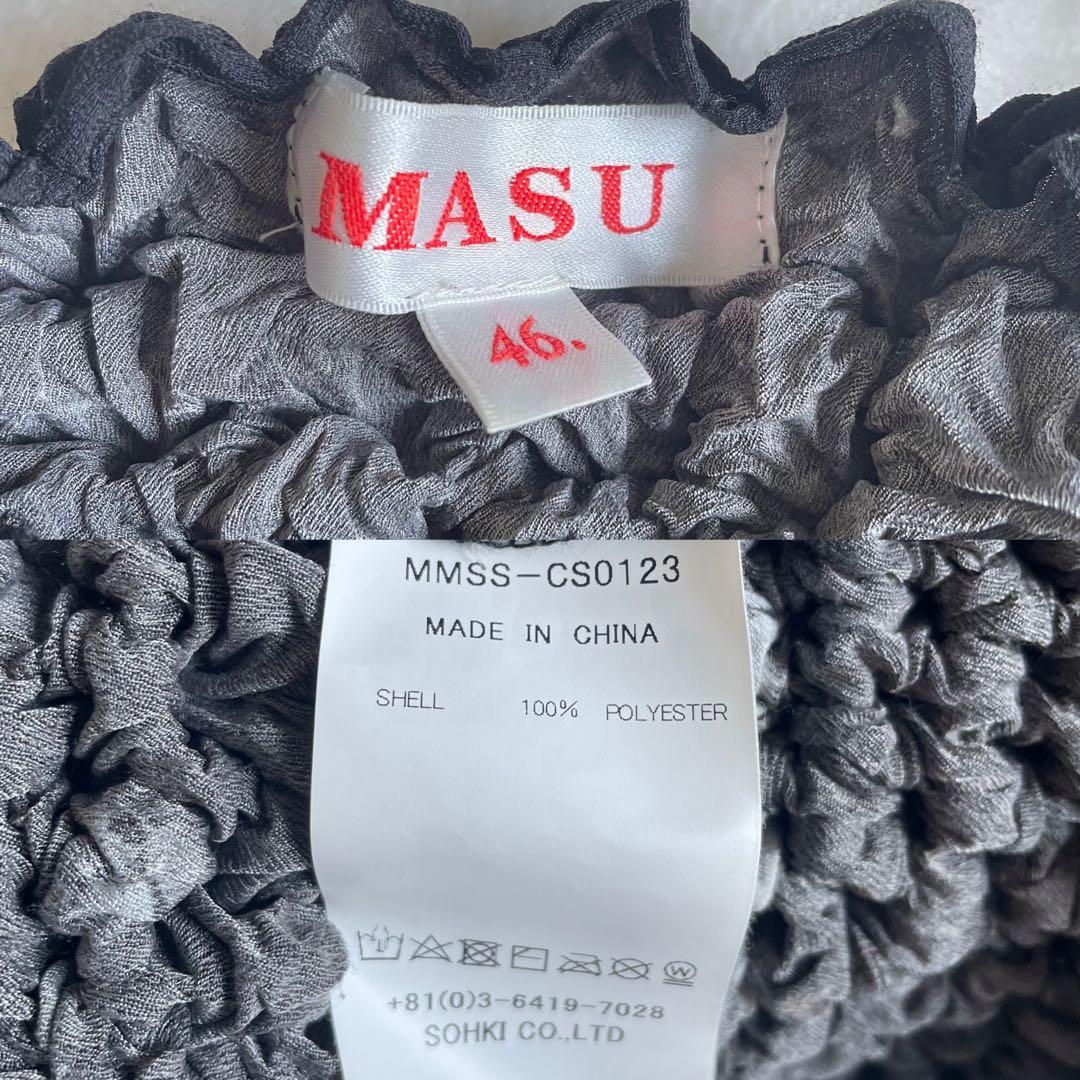 MASU
46.
MMSS-CS0123
MADE IN CHINA
SHELL 100% POLYESTER
+81(0)3-6419-7028
SOHKI CO.,LTD